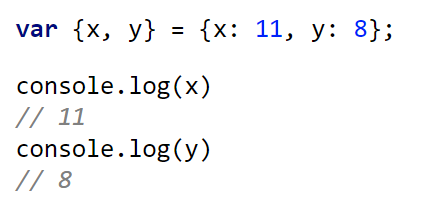 var {x, y} = {x: 11, y: 8};
console.log(x)
// 11
console.log(y)
// 8